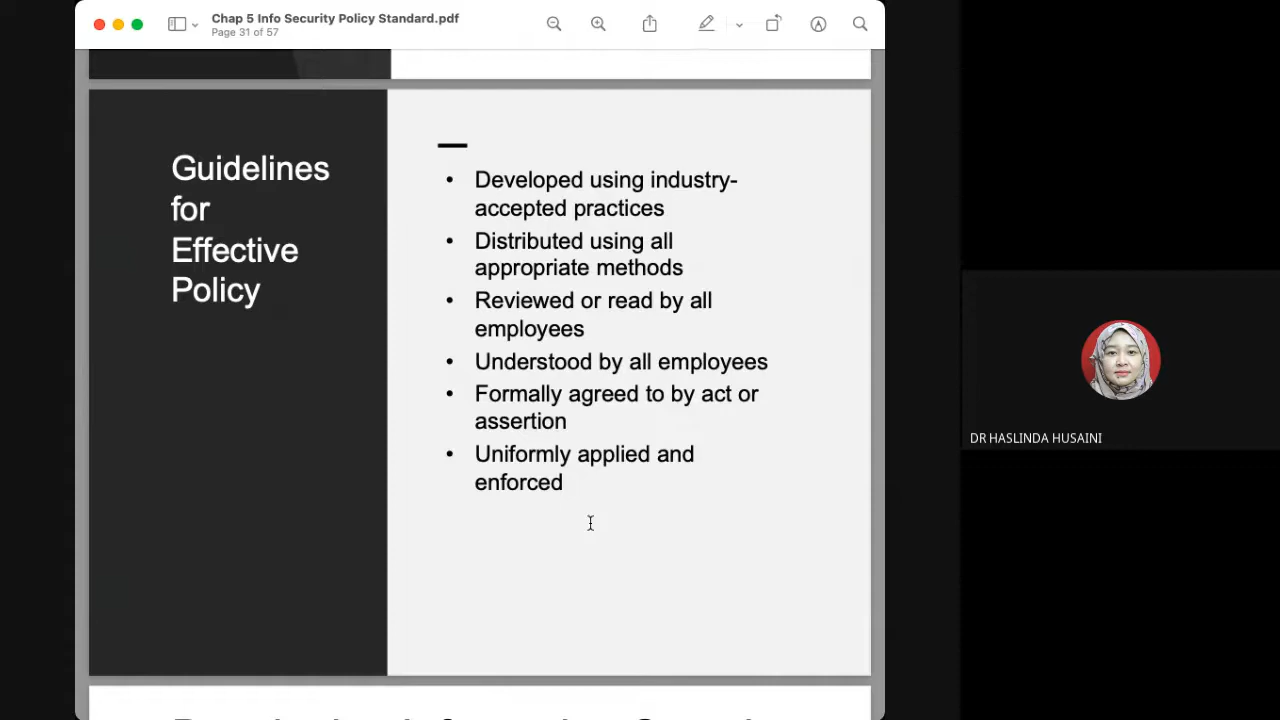 Chap 5 Info Security Policy Standard.pdf
Page 31 of 57
Guidelines
for
Effective
Policy
• Developed using industry-
accepted practices
• Distributed using all
appropriate methods
• Reviewed or read by all
employees
• Understood by all employees
• Formally agreed to by act or
assertion
• Uniformly applied and
enforced
DR HASLINDA HUSAINI